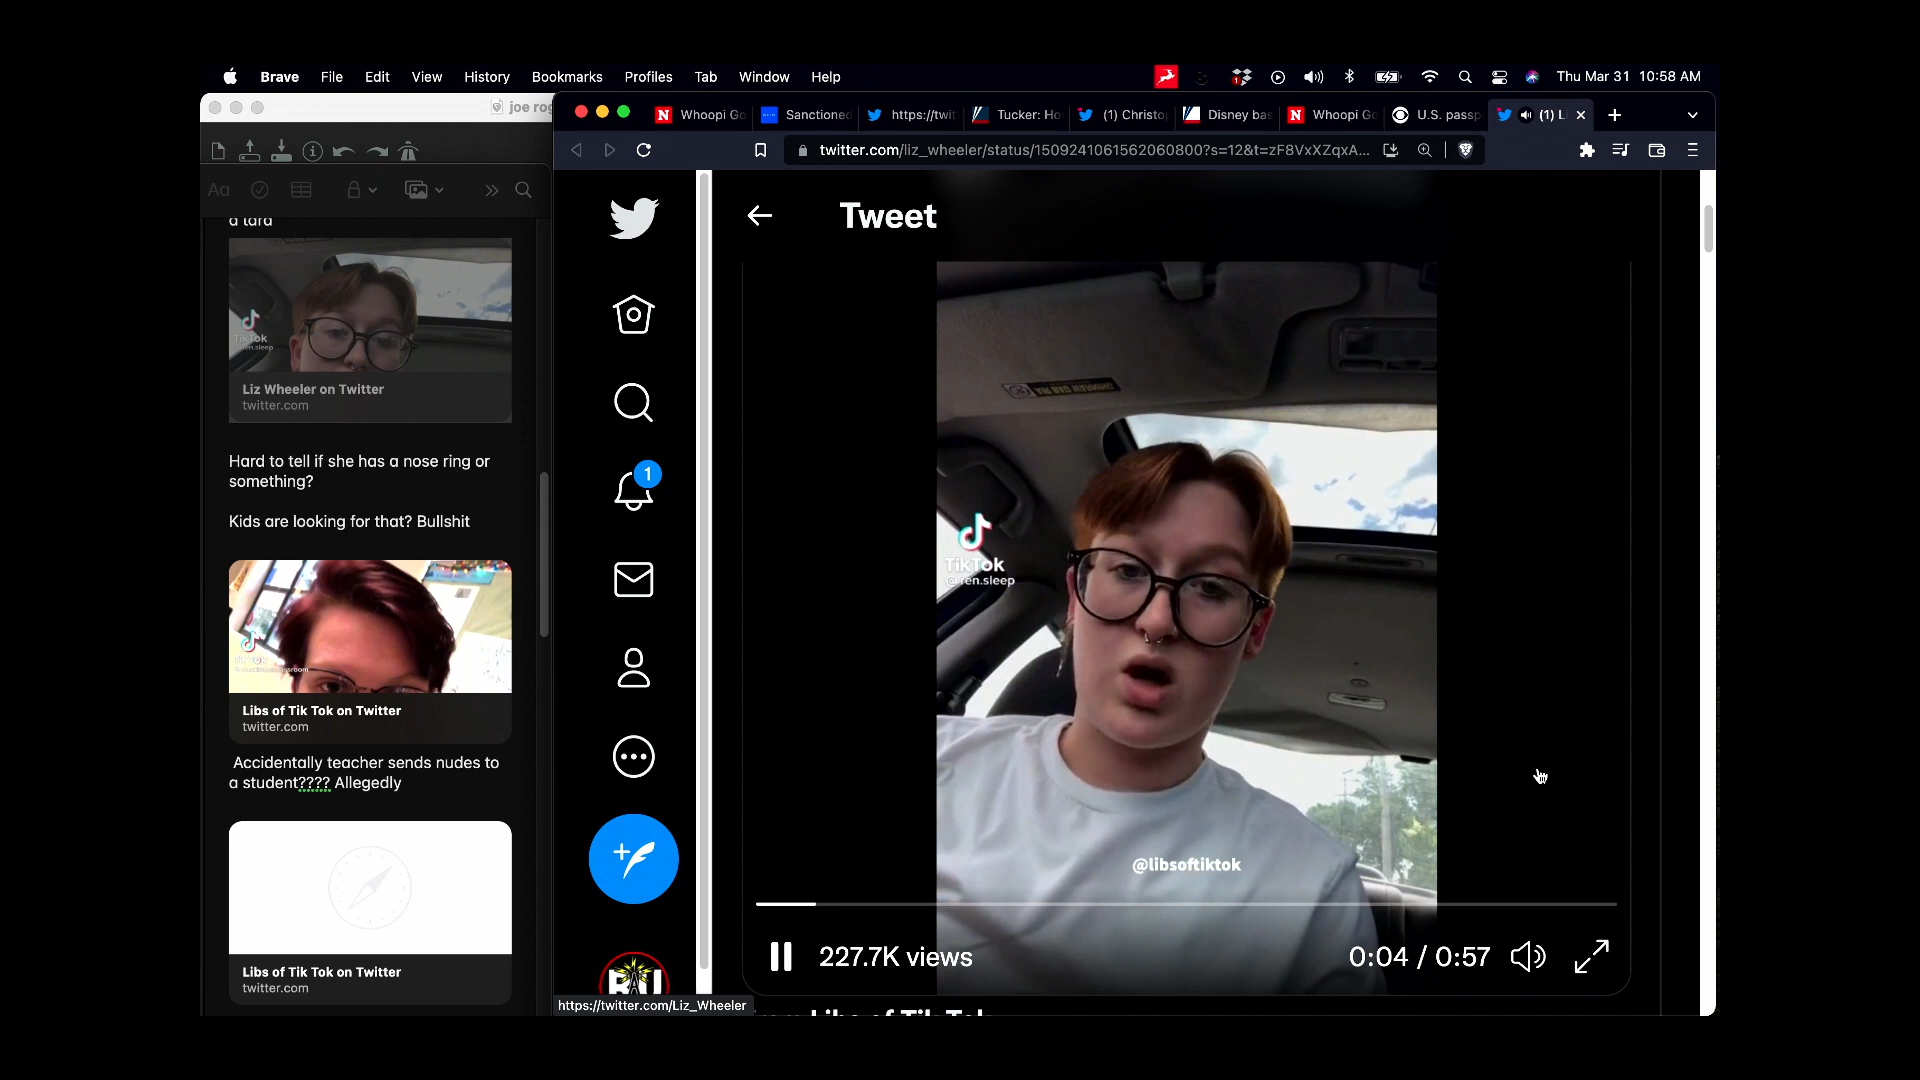 Brave File Edit View History Bookmarks Profiles Tab Window Help
1
Thu Mar 31 10:58 AM
joe rog
Whoopi Go
Sanctioned
https://twit
Tucker: Ho
(1) Christo
Disney bas
Whoopi Go
U.S. passp
(1) L
twitter.com/liz_wheeler/status/1509241061562060800?s=12&t=zF8VxXZqxA...
Aa
Tweet
TikTok
Liz Wheeler on Twitter
twitter.com
Hard to tell if she has a nose ring or
something?
Kids are looking for that? Bullshit
Libs of Tik Tok on Twitter
twitter.com
Accidentally teacher sends nudes to
a student???? Allegedly
Libs of Tik Tok on Twitter
twitter.com
1
TikTok
@ren.sleep
@libsoftiktok
227.7K views
0:04 / 0:57
https://twitter.com/Liz_Wheeler